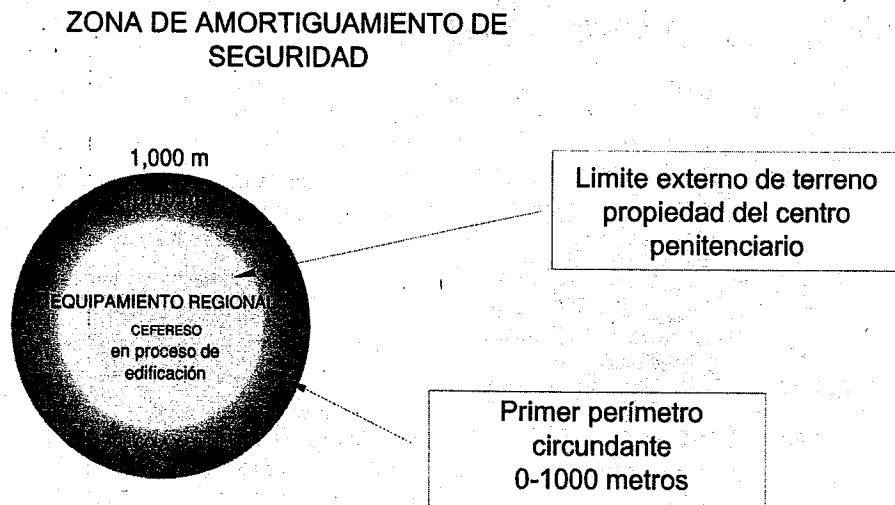 ZONA DE AMORTIGUAMIENTO DE
SEGURIDAD
1,000 m
Limite externo de terreno
propiedad del centro
penitenciario
EQUIPAMIENTO REGIONAL
CEFERESO
en proceso de
edificación
Primer perímetro
circundante
0-1000 metros